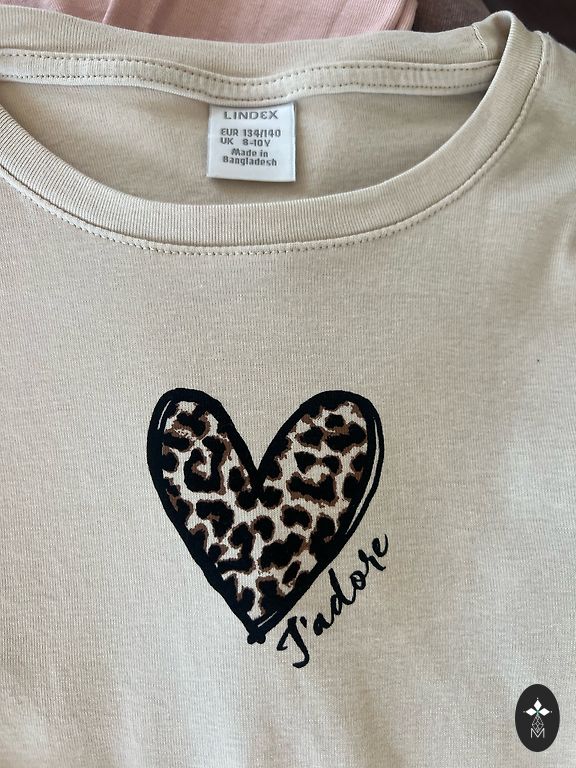 LINDEX
EUR 134/140
UK 8-10Y
Made in
Bangladesh
J'adore
M